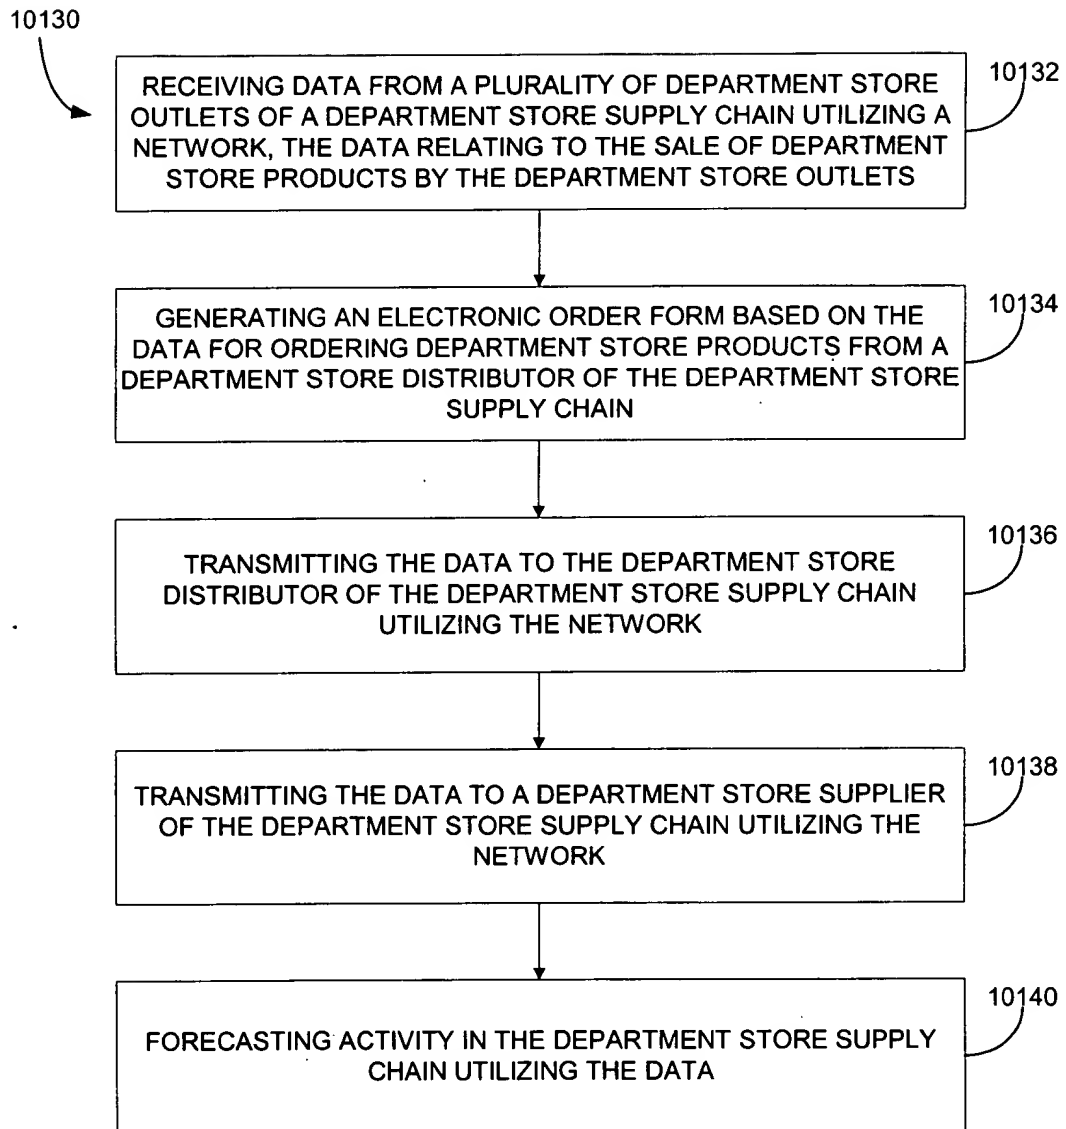 10130
10132
RECEIVING DATA FROM A PLURALITY OF DEPARTMENT STORE
OUTLETS OF A DEPARTMENT STORE SUPPLY CHAIN UTILIZING A
NETWORK, THE DATA RELATING TO THE SALE OF DEPARTMENT
STORE PRODUCTS BY THE DEPARTMENT STORE OUTLETS
10134
GENERATING AN ELECTRONIC ORDER FORM BASED ON THE
DATA FOR ORDERING DEPARTMENT STORE PRODUCTS FROM A
DEPARTMENT STORE DISTRIBUTOR OF THE DEPARTMENT STORE
SUPPLY CHAIN
10136
TRANSMITTING THE DATA TO THE DEPARTMENT STORE
DISTRIBUTOR OF THE DEPARTMENT STORE SUPPLY CHAIN
UTILIZING THE NETWORK
10138
TRANSMITTING THE DATA TO A DEPARTMENT STORE SUPPLIER
OF THE DEPARTMENT STORE SUPPLY CHAIN UTILIZING THE
NETWORK
10140
FORECASTING ACTIVITY IN THE DEPARTMENT STORE SUPPLY
CHAIN UTILIZING THE DATA